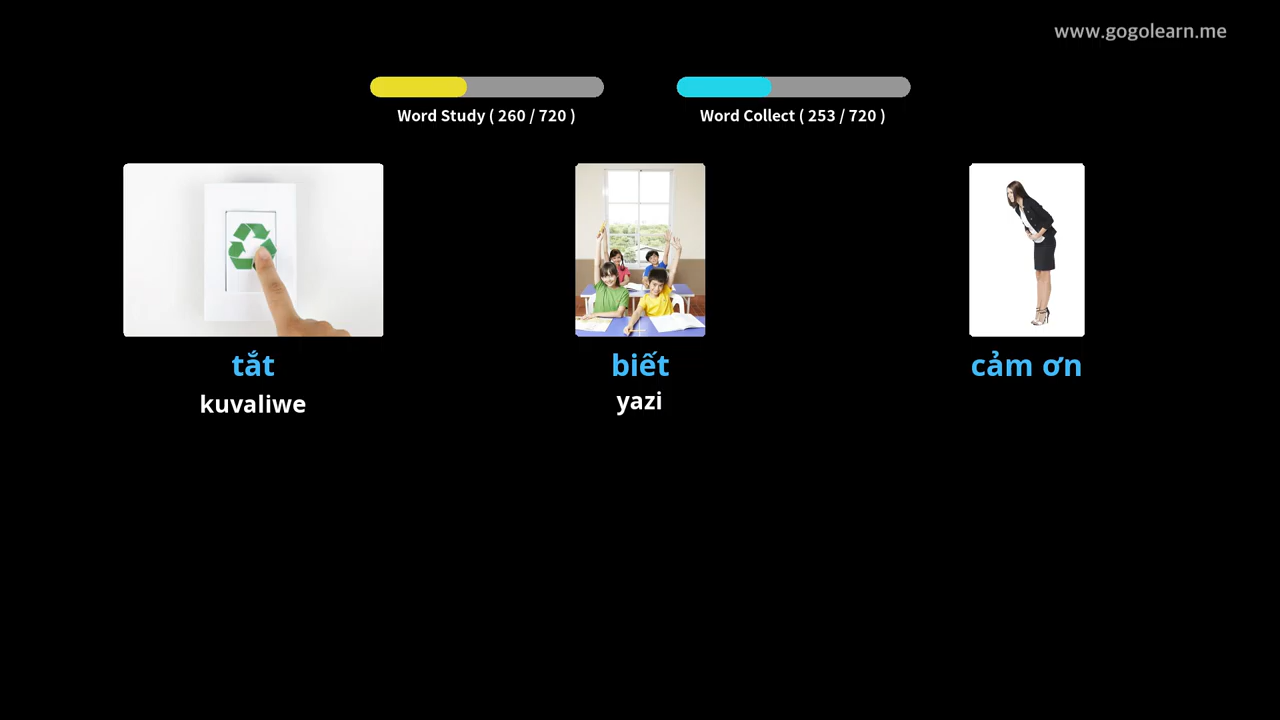 www.gogolearn.me
Word Study ( 260 / 720 )
Word Collect ( 253 / 720 )
tắt
kuvaliwe
biết
yazi
cảm ơn